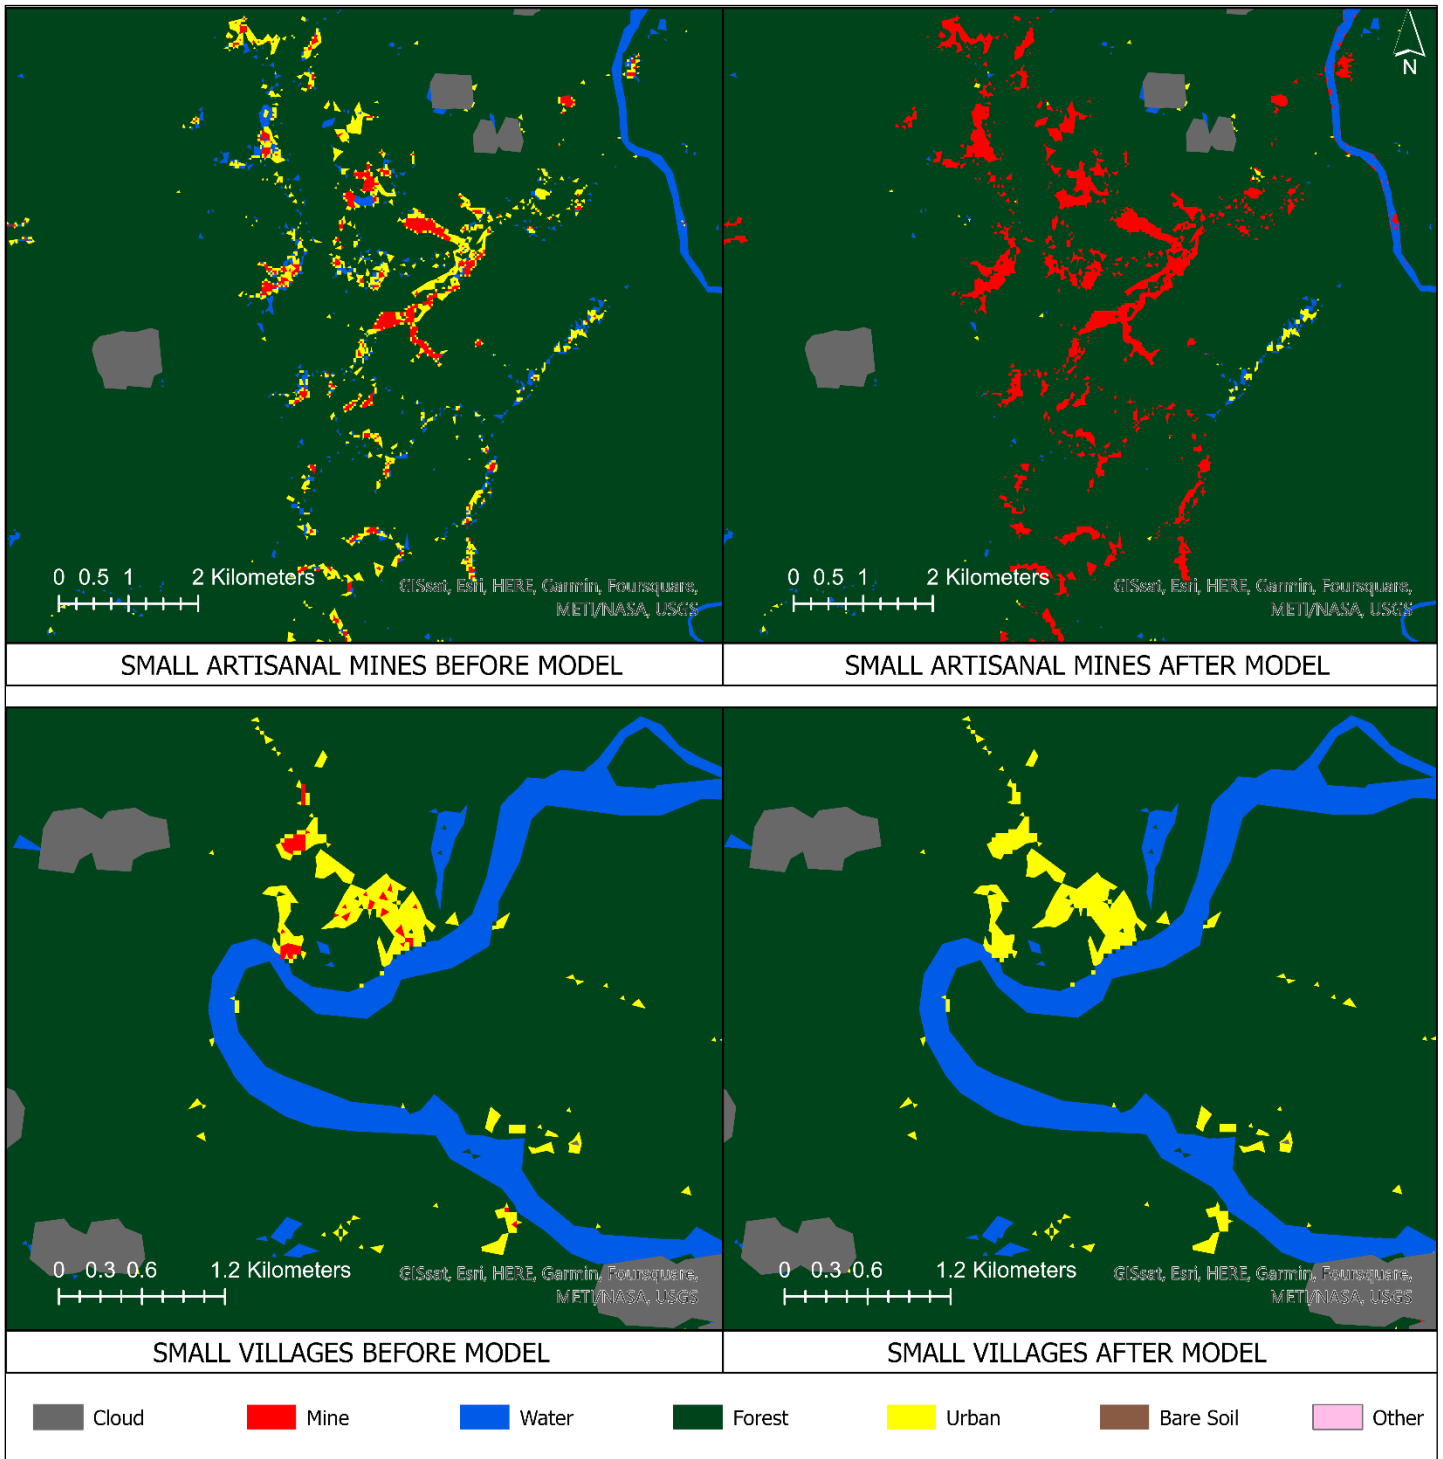 N
0 0.5 1 2 Kilometers
GISsat, Esri, HERE, Garmin, Foursquare,
METI/NASA, USGS
0 0.5 1 2 Kilometers
GISsat, Esri, HERE, Garmin, Foursquare,
METI/NASA, USGS
SMALL ARTISANAL MINES BEFORE MODEL
SMALL ARTISANAL MINES AFTER MODEL
0 0.3 0.6 1.2 Kilometers
GISsat, Esri, HERE, Garmin, Foursquare,
METI/NASA, USGS
0 0.3 0.6 1.2 Kilometers
GISsat, Esri, HERE, Garmin, Foursquare,
METI/NASA, USGS
SMALL VILLAGES BEFORE MODEL
SMALL VILLAGES AFTER MODEL
Cloud
Mine
Water
Forest
Urban
Bare Soil
Other